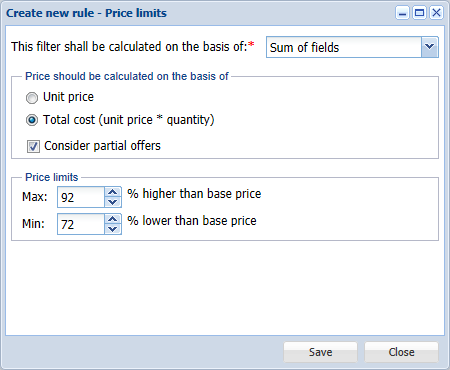 Create new rule - Price limits
This filter shall be calculated on the basis of:* Sum of fields
Price should be calculated on the basis of
Unit price
Total cost (unit price * quantity)
Consider partial offers
Price limits
Max: 92 % higher than base price
Min: 72 % lower than base price
Save Close